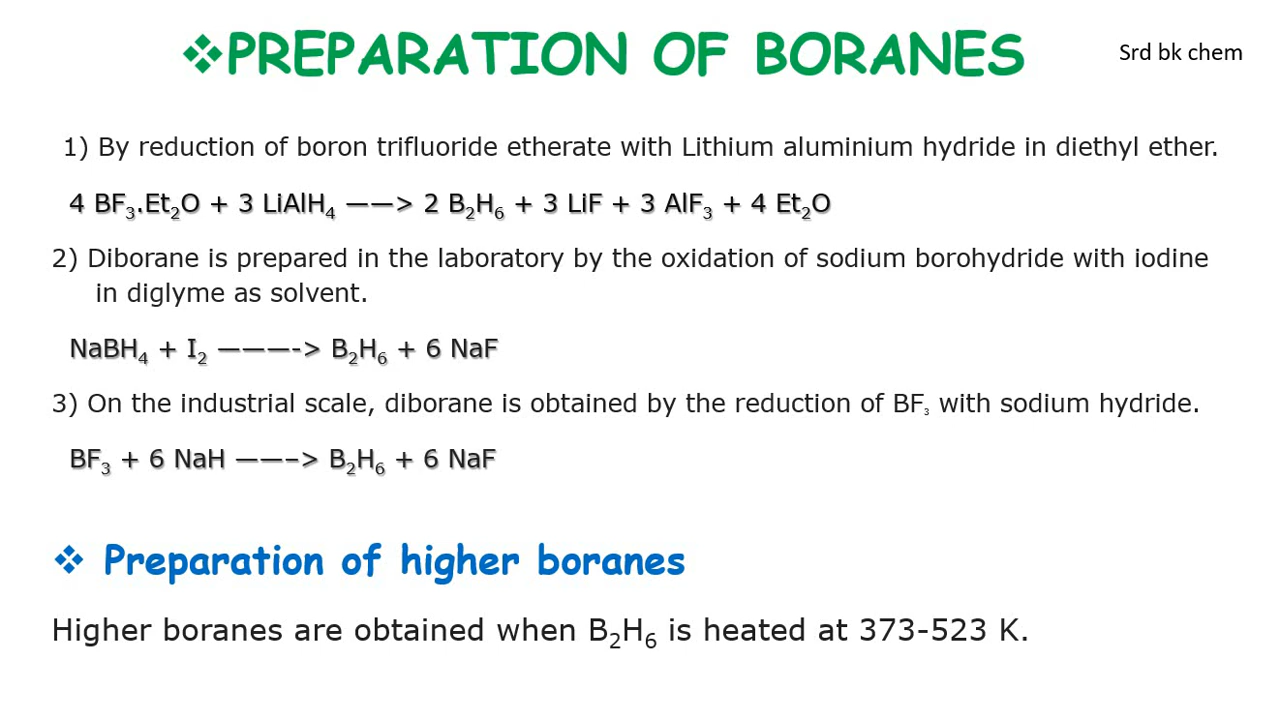 ❖PREPARATION OF BORANES
Srd bk chem
1) By reduction of boron trifluoride etherate with Lithium aluminium hydride in diethyl ether.
4 BF₃.Et₂O + 3 LiAlH₄ ——> 2 B₂H₆ + 3 LiF + 3 AlF₃ + 4 Et₂O
2) Diborane is prepared in the laboratory by the oxidation of sodium borohydride with iodine
in diglyme as solvent.
NaBH₄ + I₂ ———-> B₂H₆ + 6 NaF
3) On the industrial scale, diborane is obtained by the reduction of BF₃ with sodium hydride.
BF₃ + 6 NaH ——–> B₂H₆ + 6 NaF
❖ Preparation of higher boranes
Higher boranes are obtained when B₂H₆ is heated at 373-523 K.